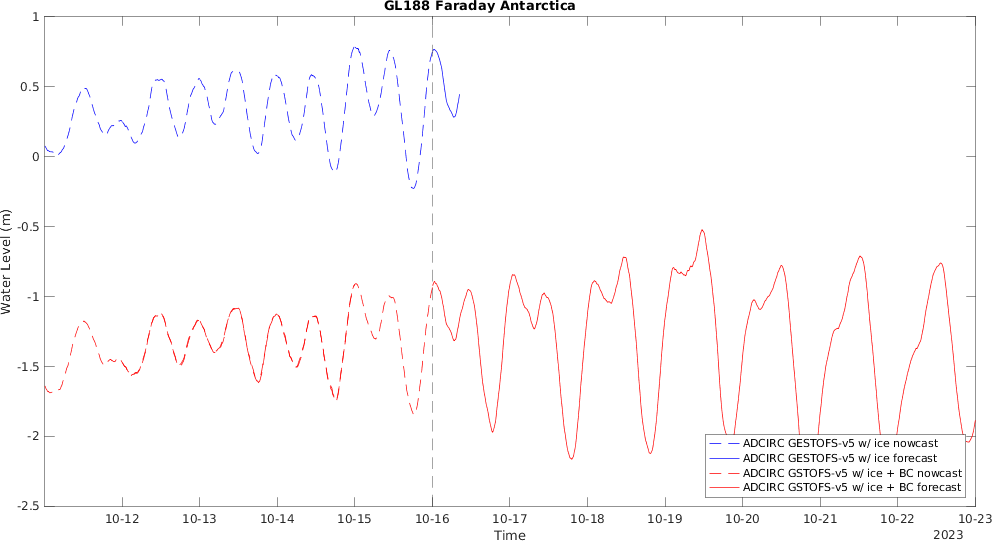 GL188 Faraday Antarctica
1
0.5
0
-0.5
-1
-1.5
-2
-2.5
Water Level (m)
ADCIRC GESTOFS-v5 w/ ice nowcast
ADCIRC GESTOFS-v5 w/ ice forecast
ADCIRC GSTOFS-v5 w/ ice + BC nowcast
ADCIRC GSTOFS-v5 w/ ice + BC forecast
10-12 10-13 10-14 10-15 10-16 10-17 10-18 10-19 10-20 10-21 10-22 10-23
Time
2023